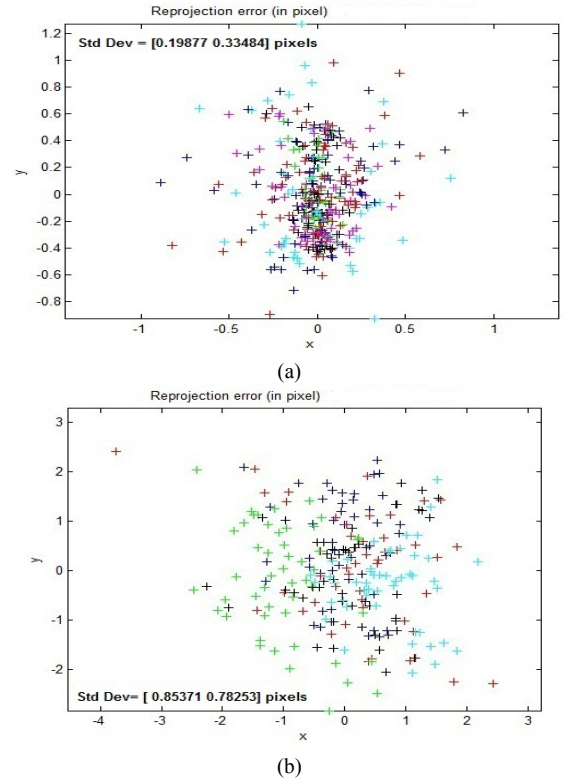 Reprojection error (in pixel)
1.2
Std Dev = [0.19877 0.33484] pixels
1
0.8
0.6
0.4
0.2
y
0
-0.2
-0.4
-0.6
-0.8
-1 -0.5 0 0.5 1
x
(a)
Reprojection error (in pixel)
3
2
1
y
0
-1
-2
Std Dev= [ 0.85371 0.78253] pixels
-4 -3 -2 -1 0 1 2 3
x
(b)